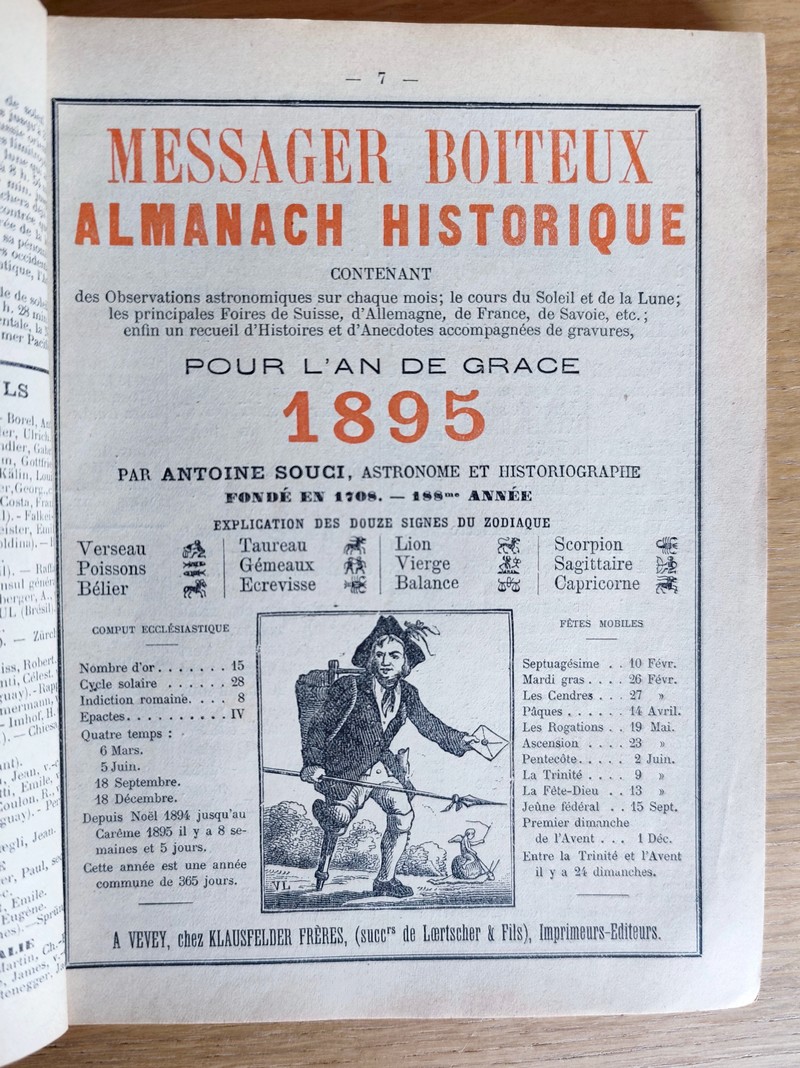 — 7 —
MESSAGER BOITEUX
ALMANACH HISTORIQUE
CONTENANT
des Observations astronomiques sur chaque mois; le cours du Soleil et de la Lune;
les principales Foires de Suisse, d'Allemagne, de France, de Savoie, etc.;
enfin un recueil d'Histoires et d'Anecdotes accompagnées de gravures,
POUR L'AN DE GRACE
1895
PAR ANTOINE SOUCI, ASTRONOME ET HISTORIOGRAPHE
FONDÉ EN 1708. — 188me ANNÉE
EXPLICATION DES DOUZE SIGNES DU ZODIAQUE
Verseau
Poissons
Bélier
Taureau
Gémeaux
Ecrevisse
Lion
Vierge
Balance
Scorpion
Sagittaire
Capricorne
COMPUT ECCLÉSIASTIQUE
Nombre d'or . . . . . . . 15
Cycle solaire . . . . . . 28
Indiction romaine. . . . 8
Epactes. . . . . . . . . . IV
Quatre temps :
6 Mars.
5 Juin.
18 Septembre.
18 Décembre.
Depuis Noël 1894 jusqu'au
Carême 1895 il y a 8 se-
maines et 5 jours.
Cette année est une année
commune de 365 jours.
VL
FÊTES MOBILES
Septuagésime . . 10 Févr.
Mardi gras . . . . 26 Févr.
Les Cendres . . . 27 »
Pâques . . . . . . 14 Avril.
Les Rogations . . 19 Mai.
Ascension . . . . 23 »
Pentecôte. . . . . 2 Juin.
La Trinité . . . . 9 »
La Fête-Dieu . . 13 »
Jeûne fédéral . . 15 Sept.
Premier dimanche
de l'Avent . . . 1 Déc.
Entre la Trinité et l'Avent
il y a 24 dimanches.
A VEVEY, chez KLAUSFELDER FRÈRES, (succrs de Lœrtscher & Fils), Imprimeurs-Editeurs.